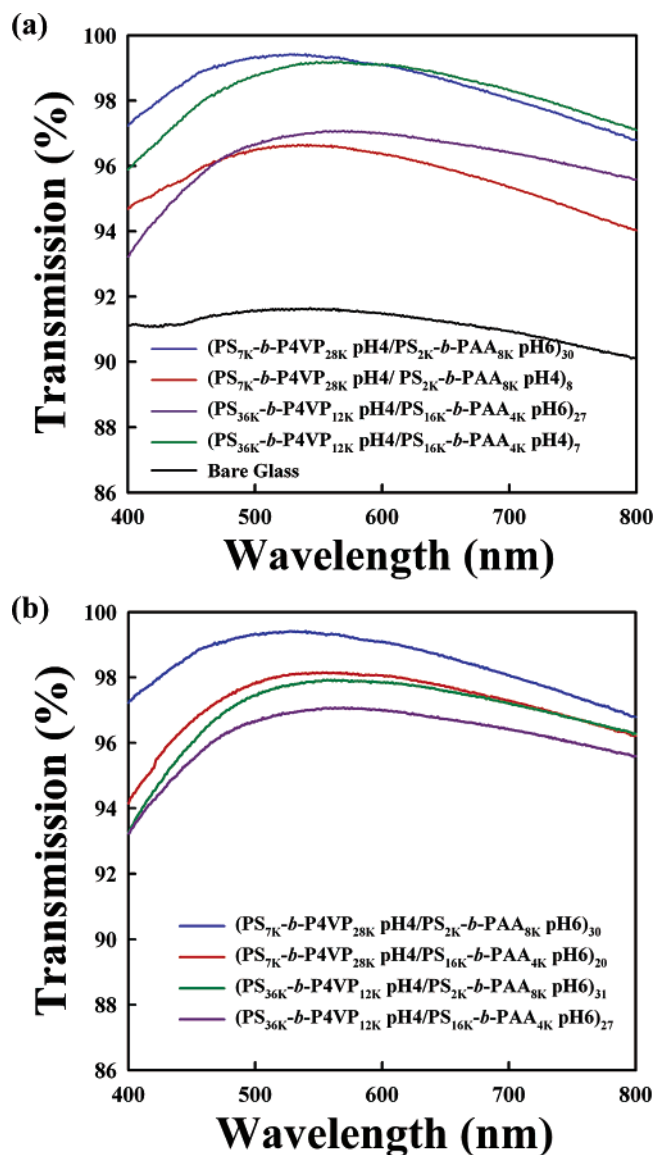 (a)
100
98
96
94
92
90
88
86
Transmission (%)
(PS7K-b-P4VP28K pH4/PS2K-b-PAA8K pH6)30
(PS7K-b-P4VP28K pH4/ PS2K-b-PAA8K pH4)8
(PS36K-b-P4VP12K pH4/PS16K-b-PAA4K pH6)27
(PS36K-b-P4VP12K pH4/PS16K-b-PAA4K pH4)7
Bare Glass
400 500 600 700 800
Wavelength (nm)
(b)
100
98
96
94
92
90
88
86
Transmission (%)
(PS7K-b-P4VP28K pH4/PS2K-b-PAA8K pH6)30
(PS7K-b-P4VP28K pH4/PS16K-b-PAA4K pH6)20
(PS36K-b-P4VP12K pH4/PS2K-b-PAA8K pH6)31
(PS36K-b-P4VP12K pH4/PS16K-b-PAA4K pH6)27
400 500 600 700 800
Wavelength (nm)